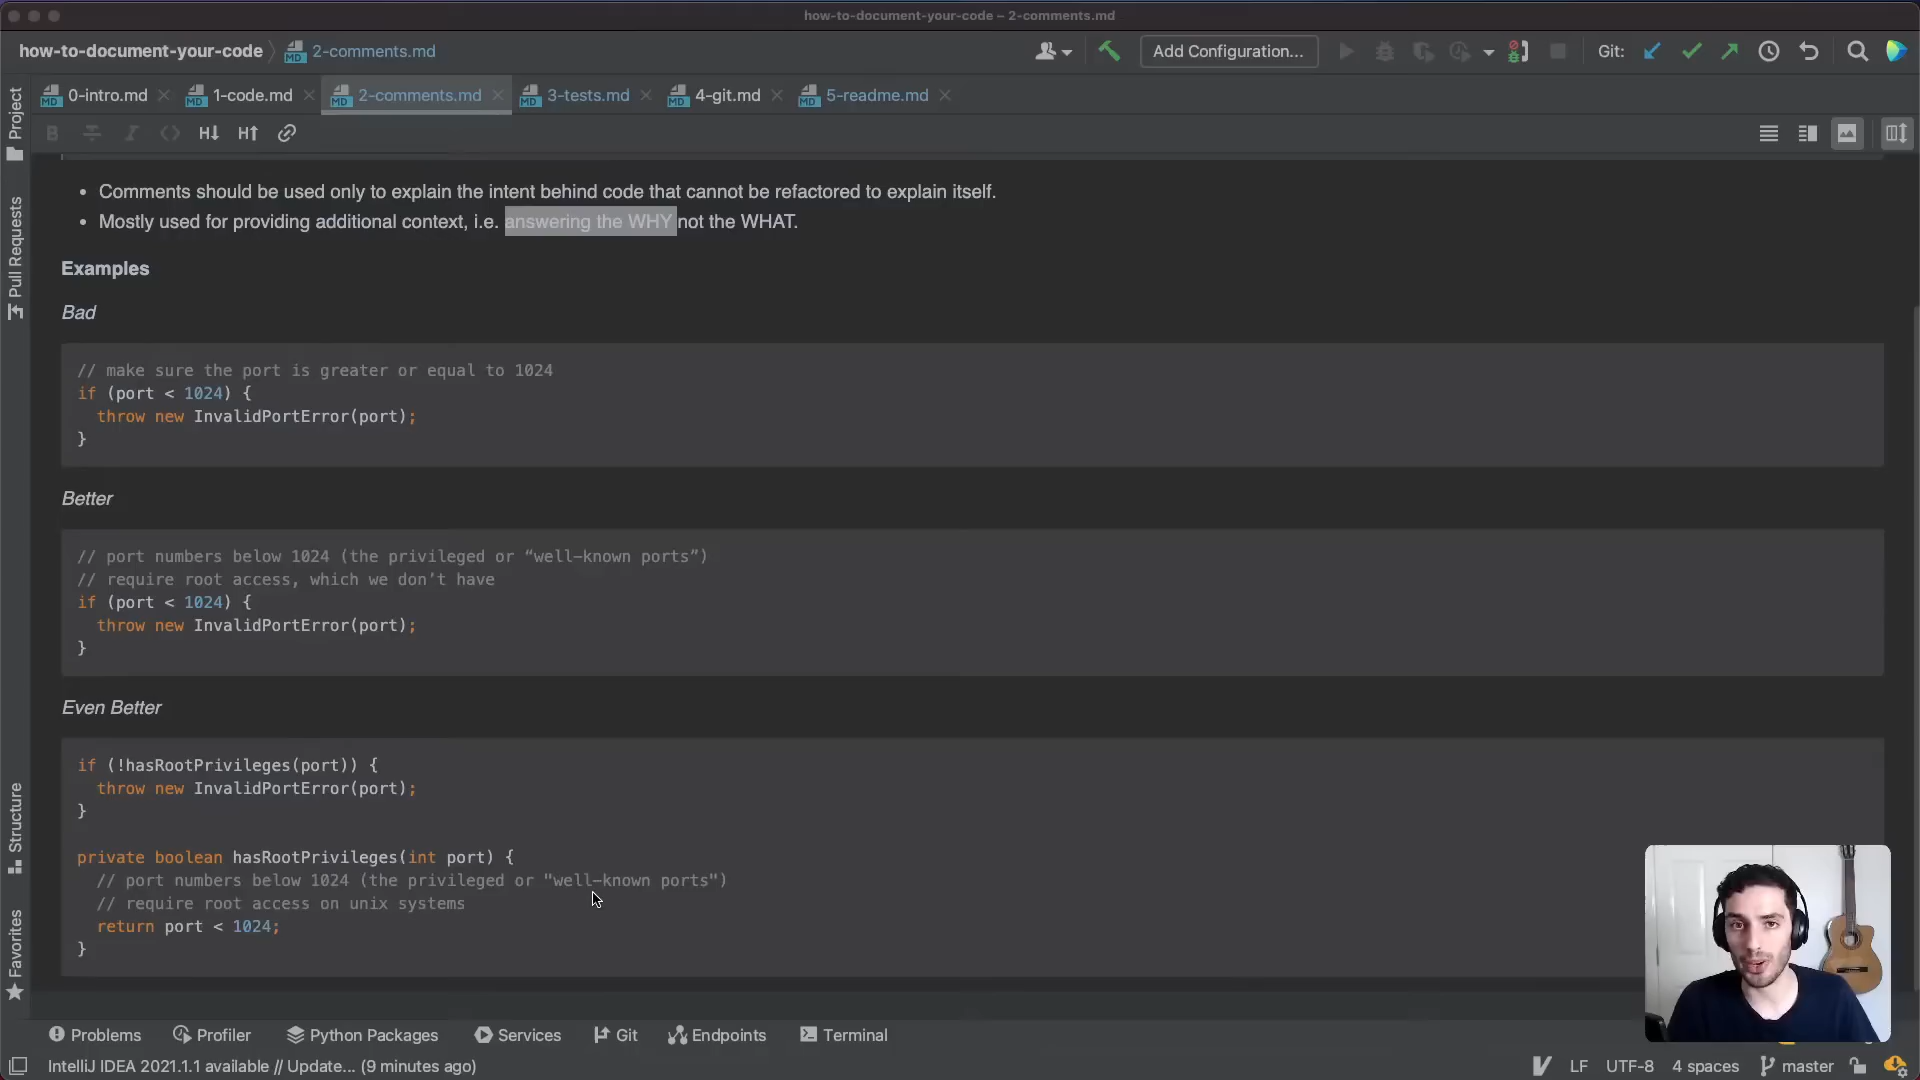 how-to-document-your-code – 2-comments.md
how-to-document-your-code 2-comments.md Add Configuration... Git:
0-intro.md 1-code.md 2-comments.md 3-tests.md 4-git.md 5-readme.md
B I <> H↓ H↑
Project
Pull Requests
Structure
Favorites
• Comments should be used only to explain the intent behind code that cannot be refactored to explain itself.
• Mostly used for providing additional context, i.e. answering the WHY not the WHAT.
Examples
Bad
// make sure the port is greater or equal to 1024
if (port < 1024) {
  throw new InvalidPortError(port);
}
Better
// port numbers below 1024 (the privileged or “well-known ports”)
// require root access, which we don’t have
if (port < 1024) {
  throw new InvalidPortError(port);
}
Even Better
if (!hasRootPrivileges(port)) {
  throw new InvalidPortError(port);
}
private boolean hasRootPrivileges(int port) {
  // port numbers below 1024 (the privileged or "well-known ports")
  // require root access on unix systems
  return port < 1024;
}
Problems Profiler Python Packages Services Git Endpoints Terminal
IntelliJ IDEA 2021.1.1 available // Update... (9 minutes ago) LF UTF-8 4 spaces master